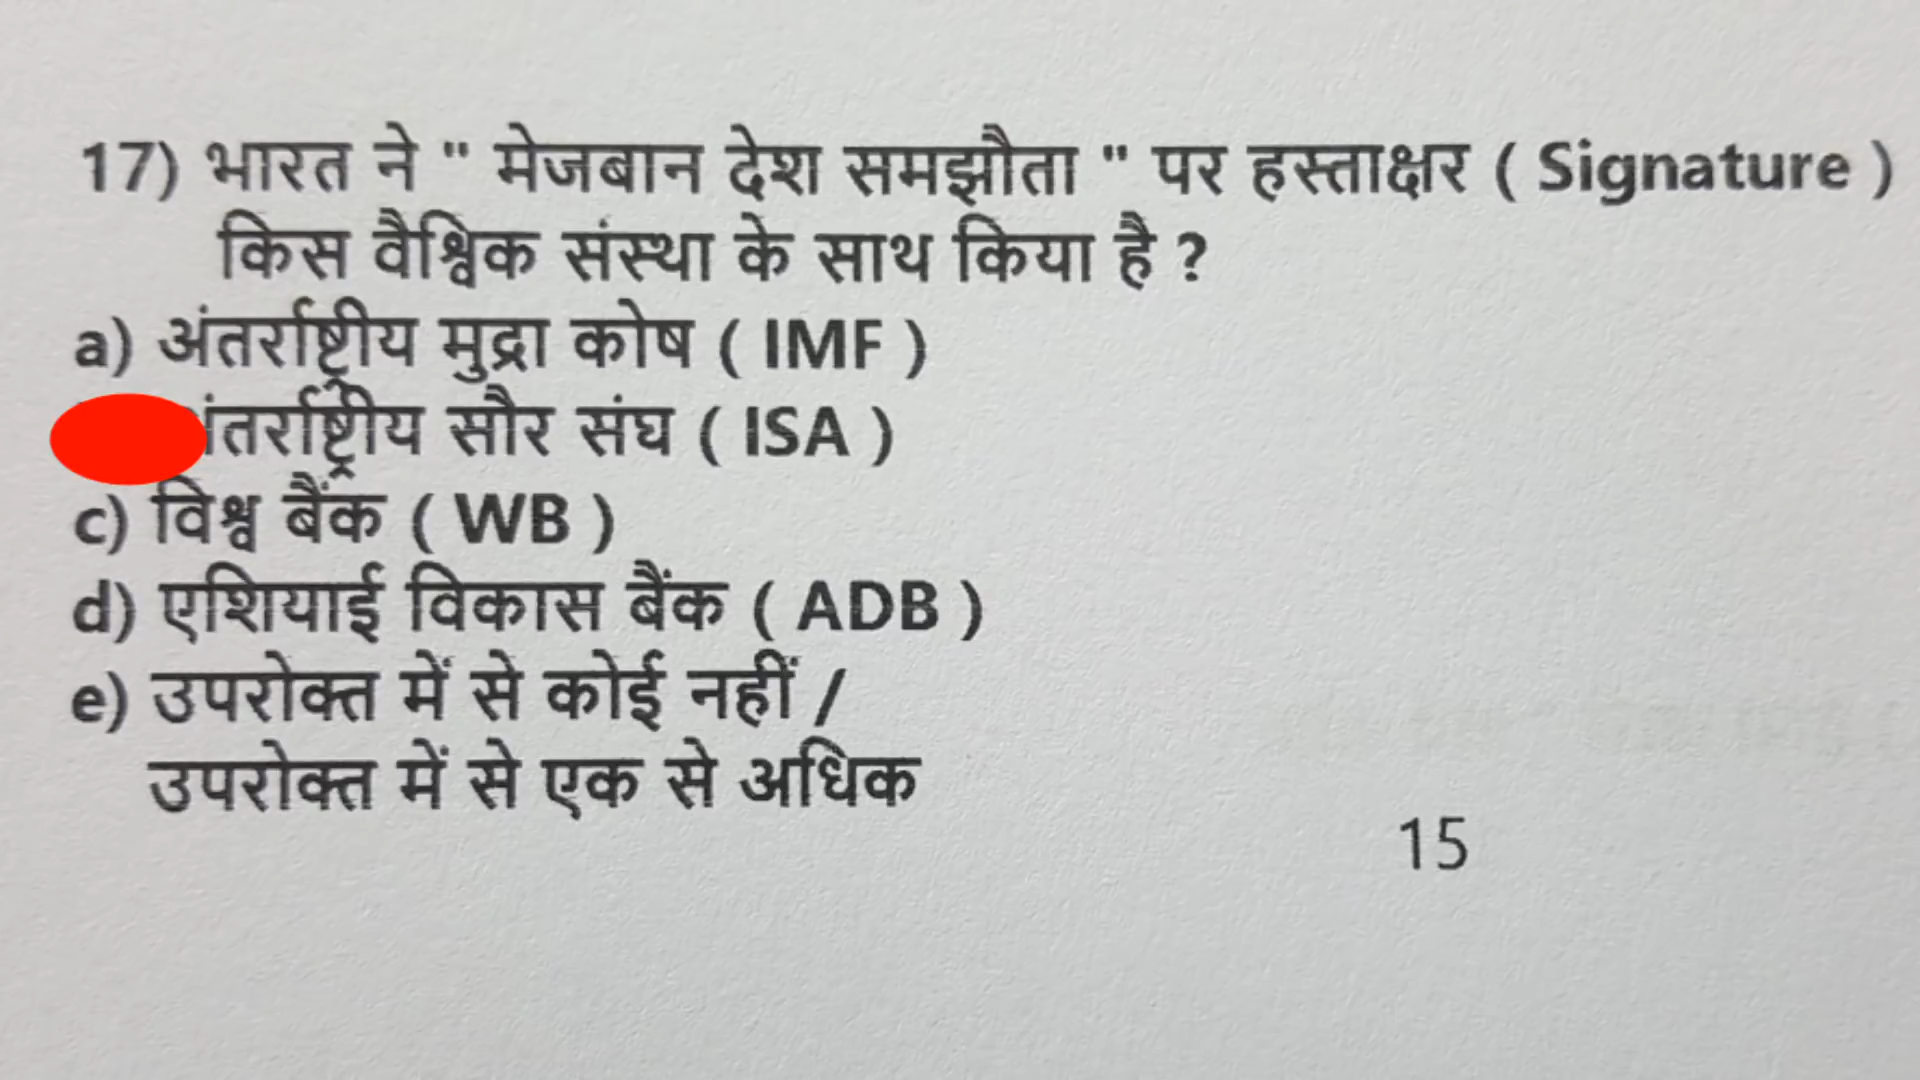 17) भारत ने " मेजबान देश समझौता " पर हस्ताक्षर ( Signature )
किस वैश्विक संस्था के साथ किया है ?
a) अंतर्राष्ट्रीय मुद्रा कोष ( IMF )
सौर संघ ( ISA )
c) विश्व बैंक ( WB )
d) एशियाई विकास बैंक ( ADB )
e) उपरोक्त में से कोई नहीं /
उपरोक्त में से एक से अधिक
15